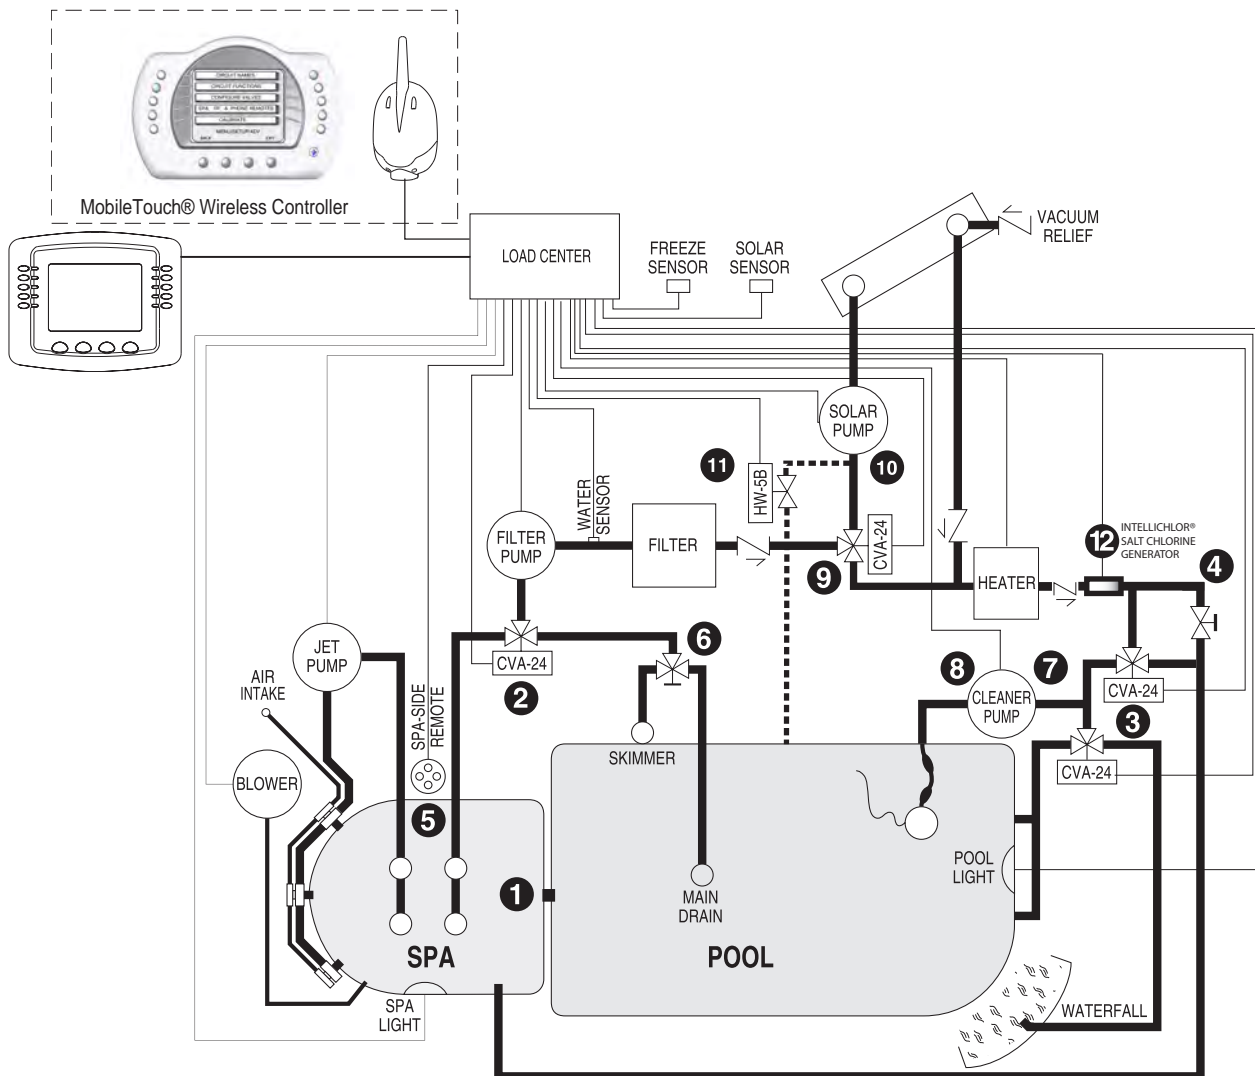 CIRCUIT NAMES
CIRCUIT FUNCTIONS
CONFIGURE VALVES
CALIBRATE
MENU/SETUP/ADV
BACK
MobileTouch® Wireless Controller
LOAD CENTER
FREEZE
SENSOR
SOLAR
SENSOR
VACUUM
RELIEF
SOLAR
PUMP
11
10
HW-5B
WATER
SENSOR
FILTER
PUMP
FILTER
CVA-24
9
12
INTELLICHLOR®
SALT CHLORINE
GENERATOR
4
HEATER
6
JET
PUMP
CVA-24
2
AIR
INTAKE
SPA-SIDE
REMOTE
8
7
CLEANER
PUMP
CVA-24
3
SKIMMER
CVA-24
BLOWER
5
1
MAIN
DRAIN
POOL
LIGHT
SPA
POOL
SPA
LIGHT
WATERFALL